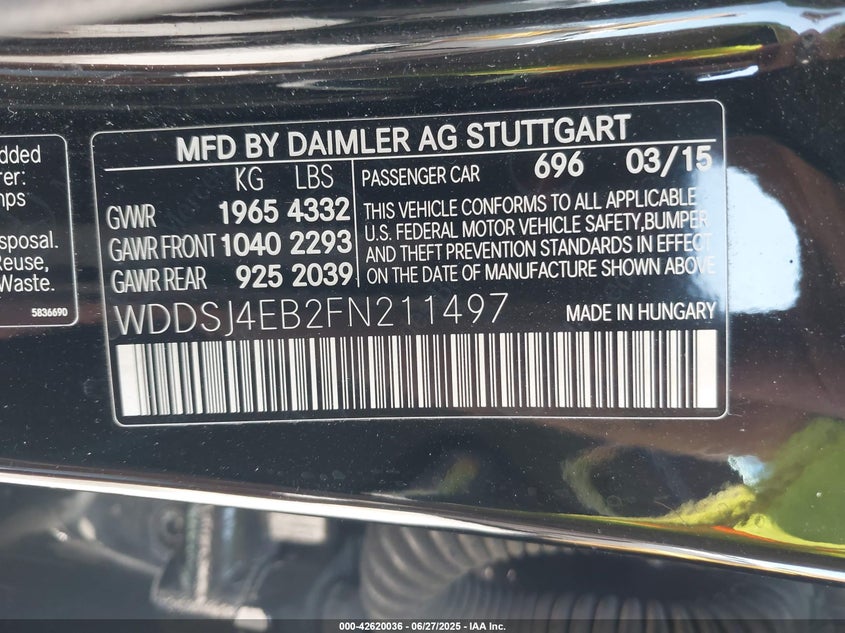 MFD BY DAIMLER AG STUTTGART
KG LBS
GVWR 1965 4332
GAWR FRONT 1040 2293
GAWR REAR 925 2039
PASSENGER CAR 696 03/15
THIS VEHICLE CONFORMS TO ALL APPLICABLE
U.S. FEDERAL MOTOR VEHICLE SAFETY,BUMPER
AND THEFT PREVENTION STANDARDS IN EFFECT
ON THE DATE OF MANUFACTURE SHOWN ABOVE
WDDSJ4EB2FN211497 MADE IN HUNGARY
dded
rer:
mps
sposal.
Reuse,
Waste.
5836690
000-42620036 - 06/27/2025 - IAA Inc.